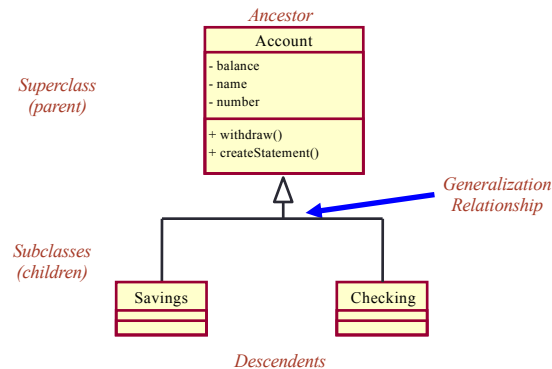 Ancestor
Account
Superclass
(parent)
- balance
- name
- number
+ withdraw()
+ createStatement()
Generalization
Relationship
Subclasses
(children)
Savings
Checking
Descendents